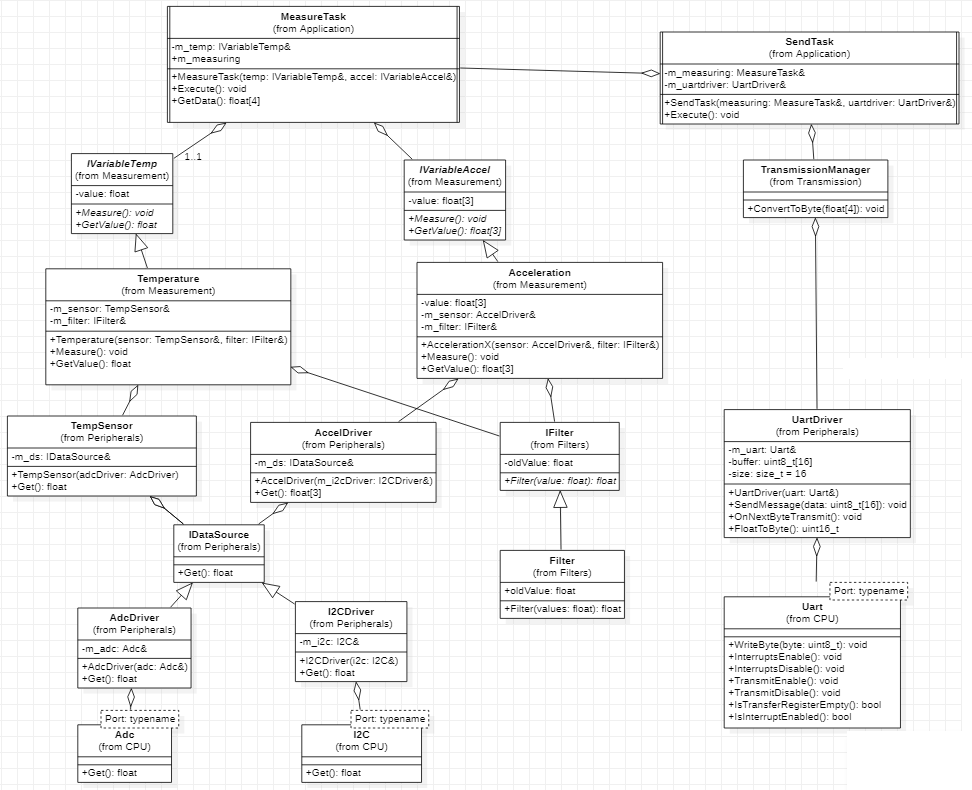 MeasureTask
(from Application)
-m_temp: IVariableTemp&
+m_measuring
+MeasureTask(temp: IVariableTemp&, accel: IVariableAccel&)
+Execute(): void
+GetData(): float[4]
SendTask
(from Application)
-m_measuring: MeasureTask&
-m_uartdriver: UartDriver&
+SendTask(measuring: MeasureTask&, uartdriver: UartDriver&)
+Execute(): void
1..1
IVariableTemp
(from Measurement)
-value: float
+Measure(): void
+GetValue(): float
IVariableAccel
(from Measurement)
-value: float[3]
+Measure(): void
+GetValue(): float[3]
TransmissionManager
(from Transmission)
+ConvertToByte(float[4]): void
Temperature
(from Measurement)
-m_sensor: TempSensor&
-m_filter: IFilter&
+Temperature(sensor: TempSensor&, filter: IFilter&)
+Measure(): void
+GetValue(): float
Acceleration
(from Measurement)
-value: float[3]
-m_sensor: AccelDriver&
-m_filter: IFilter&
+AccelerationX(sensor: AccelDriver&, filter: IFilter&)
+Measure(): void
+GetValue(): float[3]
TempSensor
(from Peripherals)
-m_ds: IDataSource&
+TempSensor(adcDriver: AdcDriver)
+Get(): float
AccelDriver
(from Peripherals)
-m_ds: IDataSource&
+AccelDriver(m_i2cDriver: I2CDriver&)
+Get(): float[3]
IFilter
(from Filters)
-oldValue: float
+Filter(value: float): float
UartDriver
(from Peripherals)
-m_uart: Uart&
-buffer: uint8_t[16]
-size: size_t = 16
+UartDriver(uart: Uart&)
+SendMessage(data: uint8_t[16]): void
+OnNextByteTransmit(): void
+FloatToByte(): uint16_t
IDataSource
(from Peripherals)
+Get(): float
Filter
(from Filters)
+oldValue: float
+Filter(values: float): float
AdcDriver
(from Peripherals)
-m_adc: Adc&
+AdcDriver(adc: Adc&)
+Get(): float
I2CDriver
(from Peripherals)
-m_i2c: I2C&
+I2CDriver(i2c: I2C&)
+Get(): float
Port: typename
Uart
(from CPU)
+WriteByte(byte: uint8_t): void
+InterruptsEnable(): void
+InterruptsDisable(): void
+TransmitEnable(): void
+TransmitDisable(): void
+IsTransferRegisterEmpty(): bool
+IsInterruptEnabled(): bool
Port: typename
Adc
(from CPU)
+Get(): float
Port: typename
I2C
(from CPU)
+Get(): float